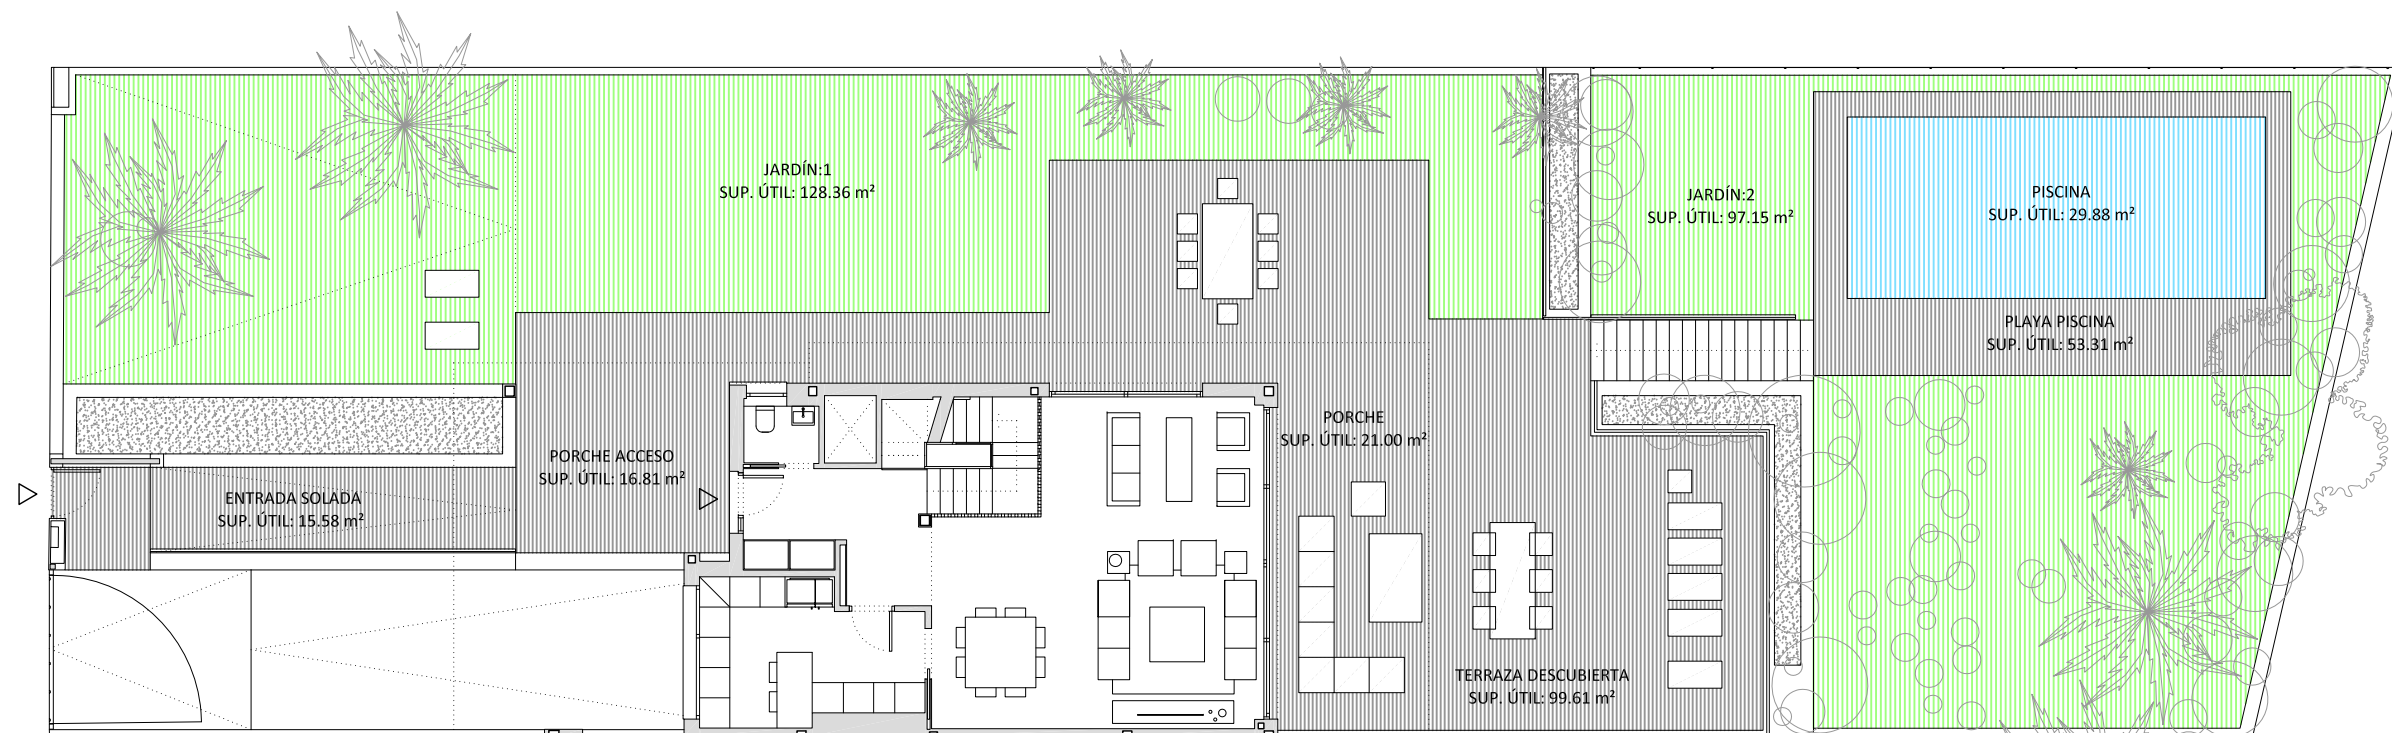 JARDÍN:1
SUP. ÚTIL: 128.36 m²
JARDÍN:2
SUP. ÚTIL: 97.15 m²
PISCINA
SUP. ÚTIL: 29.88 m²
PLAYA PISCINA
SUP. ÚTIL: 53.31 m²
PORCHE
SUP. ÚTIL: 21.00 m²
PORCHE ACCESO
SUP. ÚTIL: 16.81 m²
ENTRADA SOLADA
SUP. ÚTIL: 15.58 m²
TERRAZA DESCUBIERTA
SUP. ÚTIL: 99.61 m²